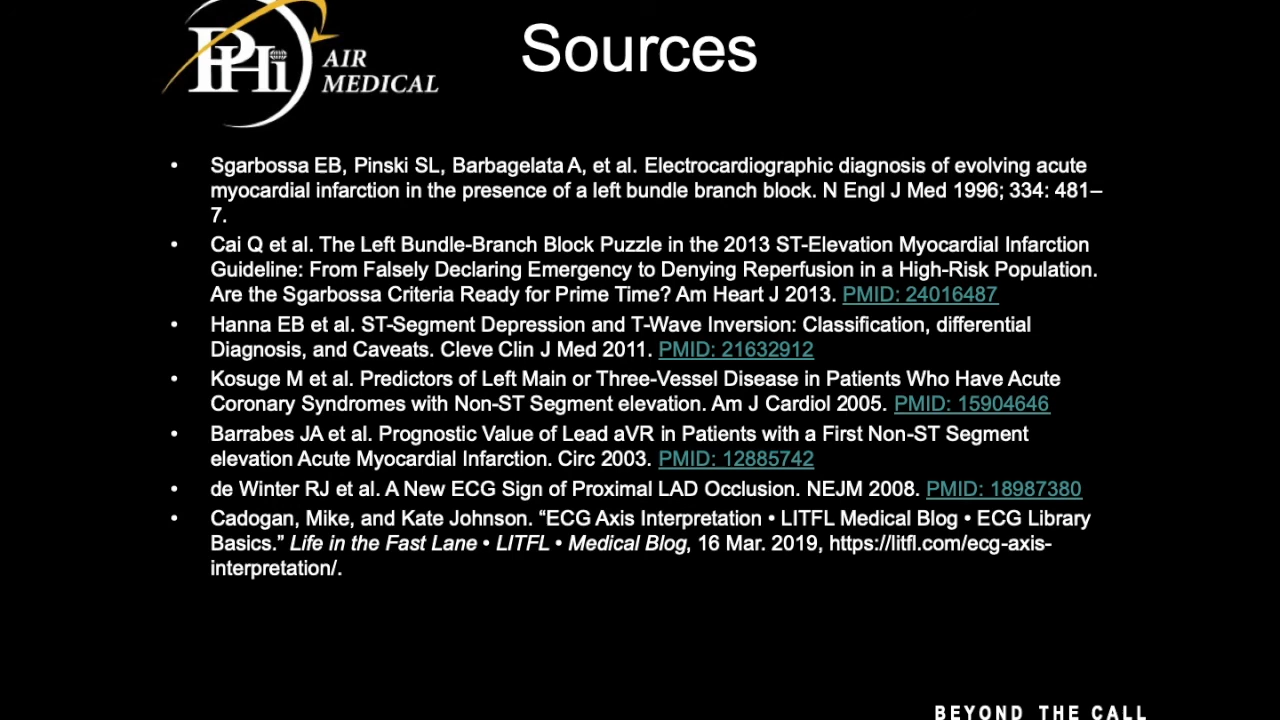 PHi AIR
MEDICAL
Sources
• Sgarbossa EB, Pinski SL, Barbagelata A, et al. Electrocardiographic diagnosis of evolving acute
myocardial infarction in the presence of a left bundle branch block. N Engl J Med 1996; 334: 481–
7.
• Cai Q et al. The Left Bundle-Branch Block Puzzle in the 2013 ST-Elevation Myocardial Infarction
Guideline: From Falsely Declaring Emergency to Denying Reperfusion in a High-Risk Population.
Are the Sgarbossa Criteria Ready for Prime Time? Am Heart J 2013. PMID: 24016487
• Hanna EB et al. ST-Segment Depression and T-Wave Inversion: Classification, differential
Diagnosis, and Caveats. Cleve Clin J Med 2011. PMID: 21632912
• Kosuge M et al. Predictors of Left Main or Three-Vessel Disease in Patients Who Have Acute
Coronary Syndromes with Non-ST Segment elevation. Am J Cardiol 2005. PMID: 15904646
• Barrabes JA et al. Prognostic Value of Lead aVR in Patients with a First Non-ST Segment
elevation Acute Myocardial Infarction. Circ 2003. PMID: 12885742
• de Winter RJ et al. A New ECG Sign of Proximal LAD Occlusion. NEJM 2008. PMID: 18987380
• Cadogan, Mike, and Kate Johnson. “ECG Axis Interpretation • LITFL Medical Blog • ECG Library
Basics.” Life in the Fast Lane • LITFL • Medical Blog, 16 Mar. 2019, https://litfl.com/ecg-axis-
interpretation/.
BEYOND THE CALL